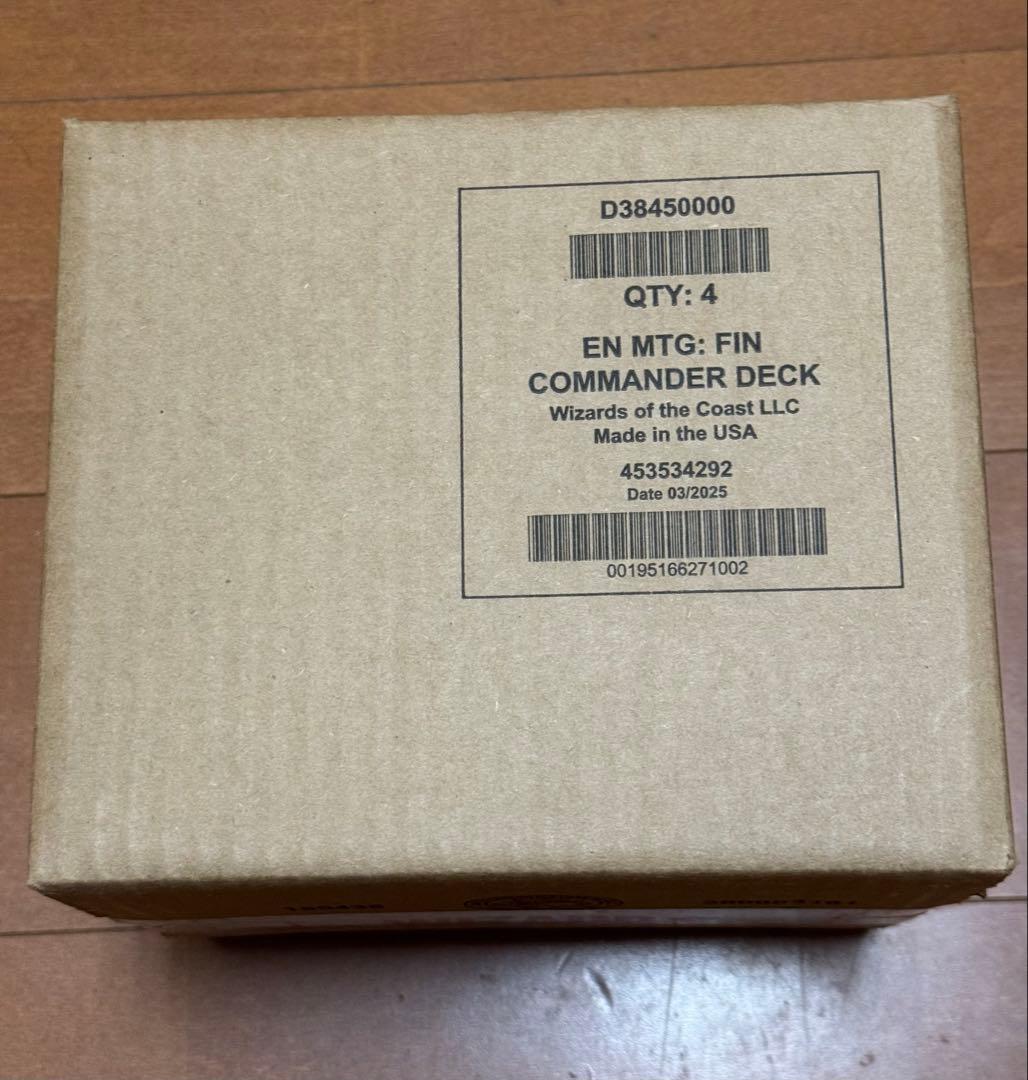 D38450000
QTY: 4
EN MTG: FIN
COMMANDER DECK
Wizards of the Coast LLC
Made in the USA
453534292
Date 03/2025
00195166271002